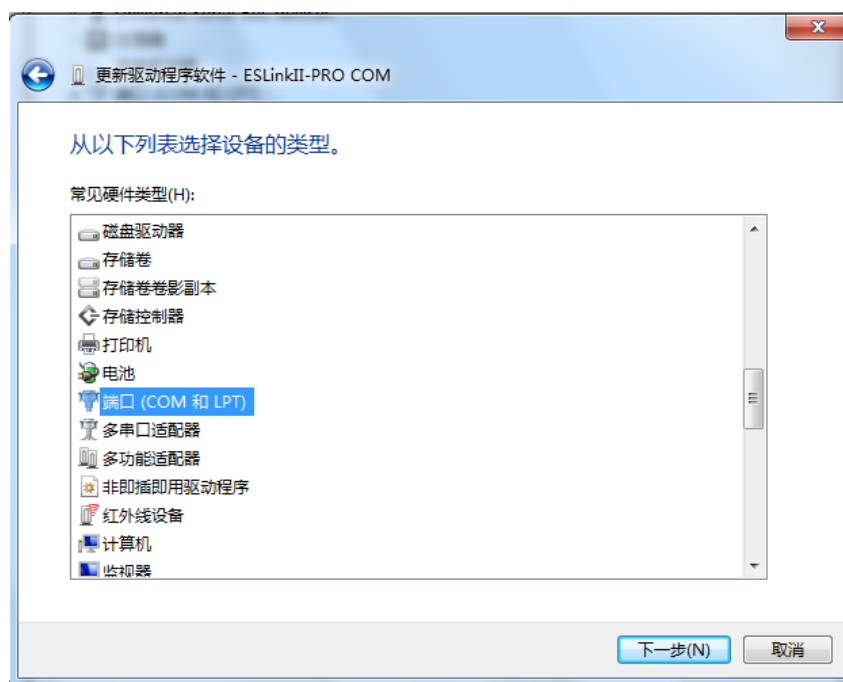 更新驱动程序软件 - ESLinkII-PRO COM
从以下列表选择设备的类型。
常见硬件类型(H):
磁盘驱动器
存储卷
存储卷卷影副本
存储控制器
打印机
电池
端口 (COM 和 LPT)
多串口适配器
多功能适配器
非即插即用驱动程序
红外线设备
计算机
监视器
下一步(N)
取消